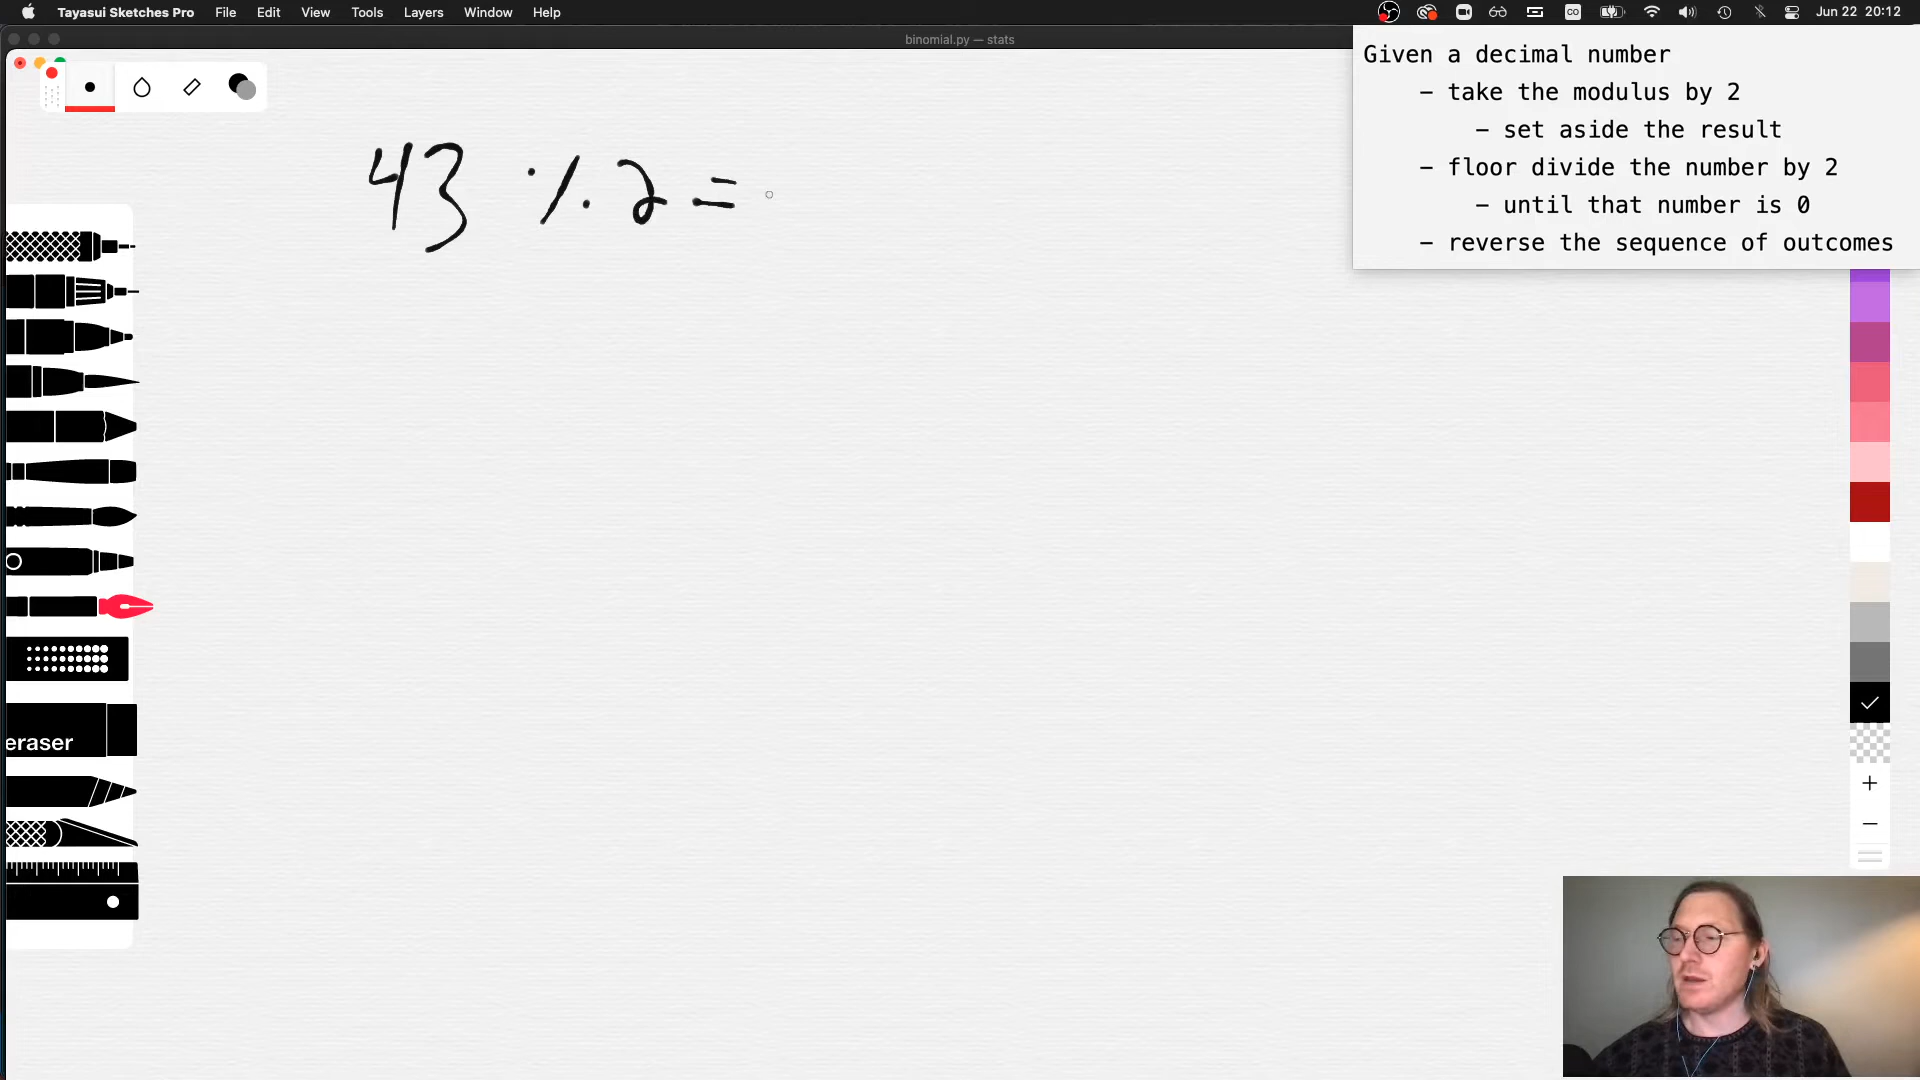 Tayasui Sketches Pro File Edit View Tools Layers Window Help CO Jun 22 20:12
binomial.py — stats
Given a decimal number
– take the modulus by 2
– set aside the result
– floor divide the number by 2
– until that number is 0
– reverse the sequence of outcomes
43 % 2 =
eraser